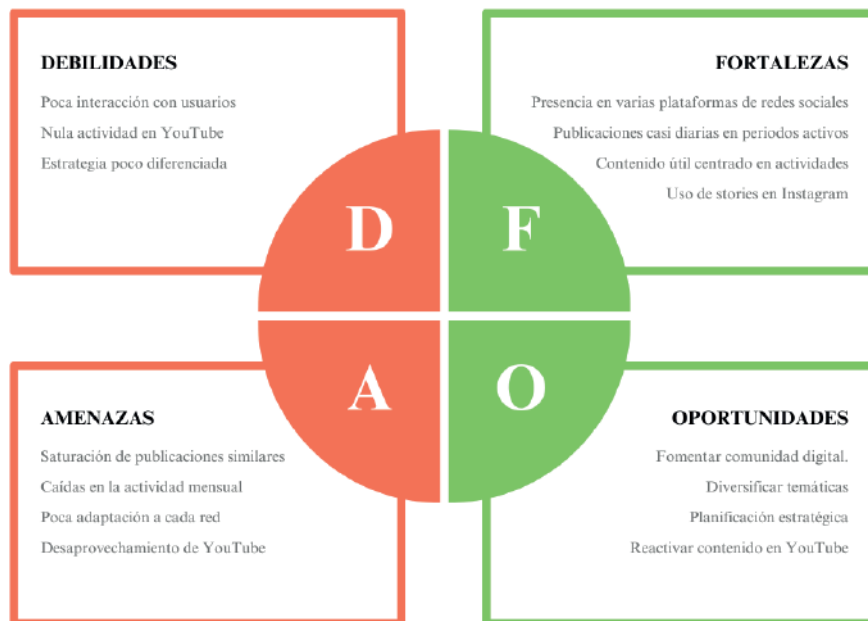 DEBILIDADES
Poca interacción con usuarios
Nula actividad en YouTube
Estrategia poco diferenciada
FORTALEZAS
Presencia en varias plataformas de redes sociales
Publicaciones casi diarias en periodos activos
Contenido útil centrado en actividades
Uso de stories en Instagram
D
F
A
O
AMENAZAS
Saturación de publicaciones similares
Caídas en la actividad mensual
Poca adaptación a cada red
Desaprovechamiento de YouTube
OPORTUNIDADES
Fomentar comunidad digital.
Diversificar temáticas
Planificación estratégica
Reactivar contenido en YouTube